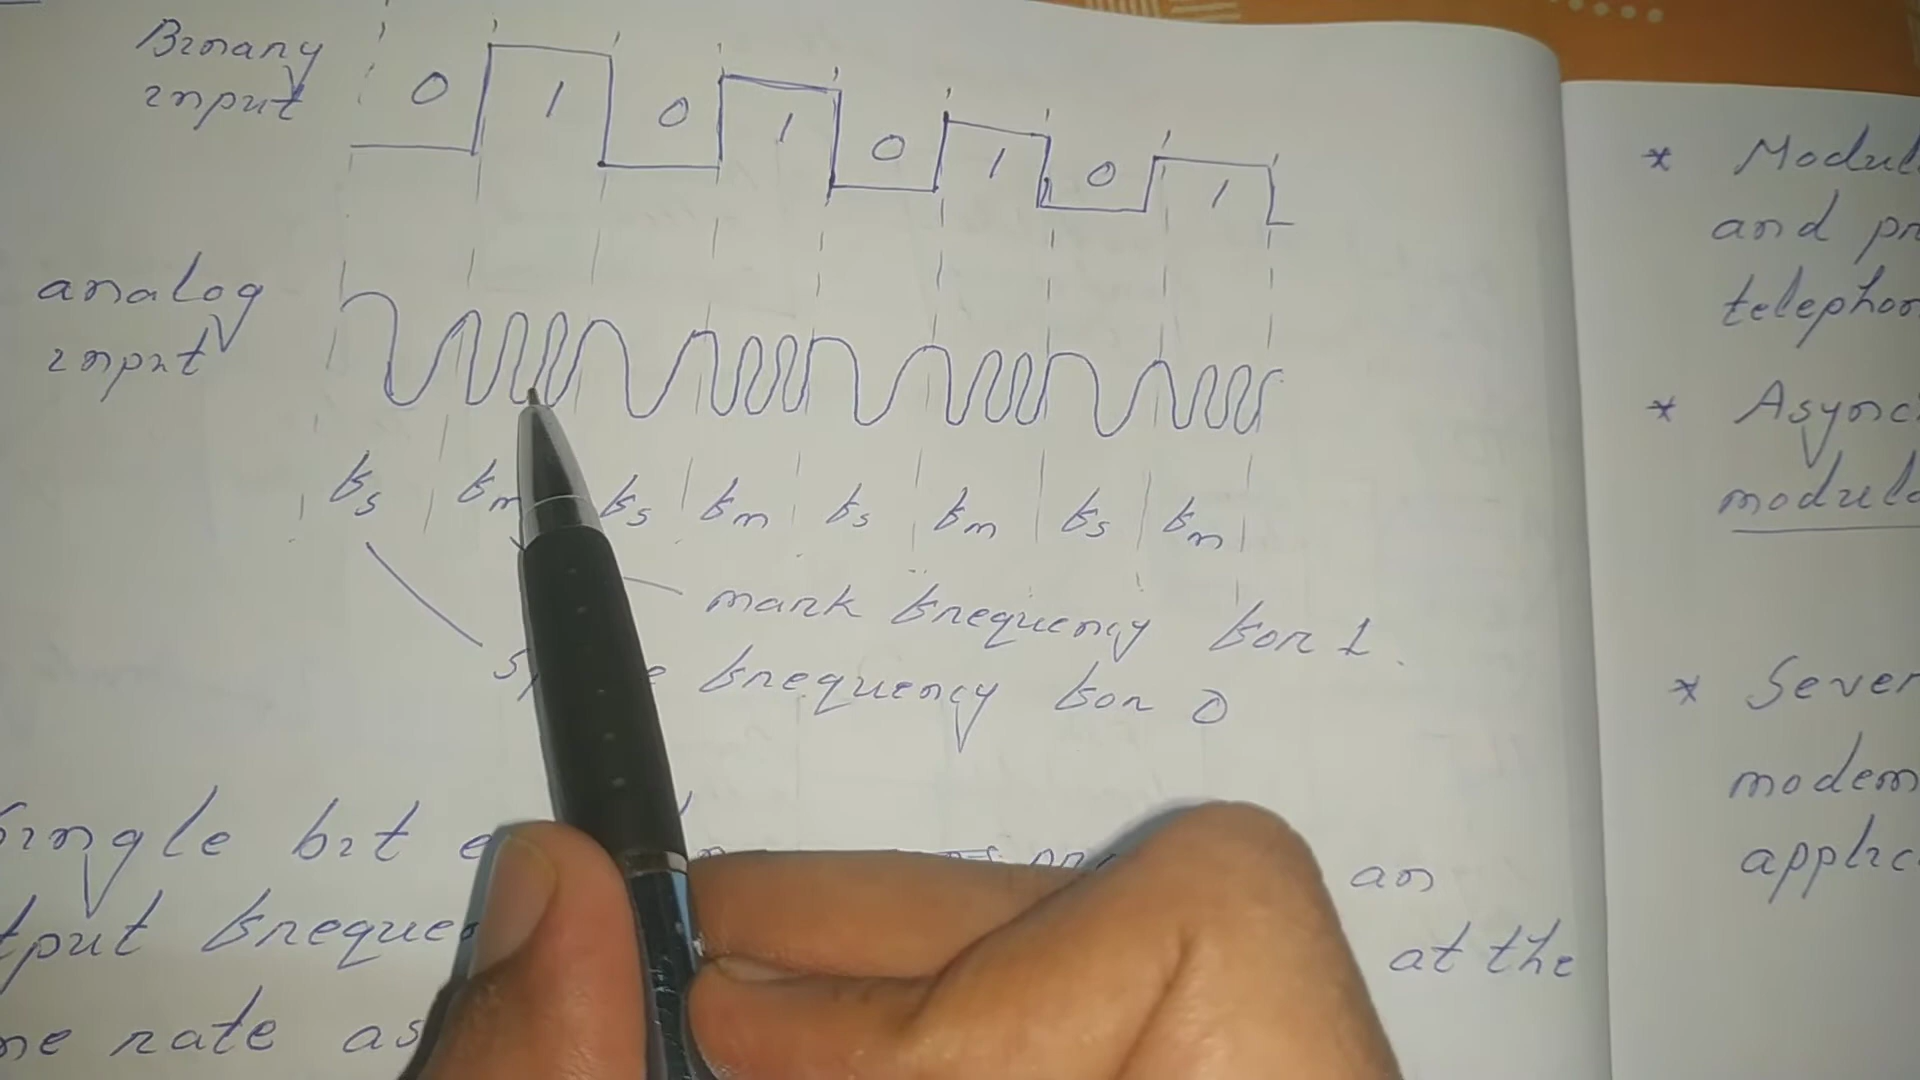 Binary
input
0 1 0 1 0 1 0 1
analog
input
fs fm fs fm fs fm fs fm
mark frequency for 1.
frequency for 0
Single bit an
frequen at the
rate as
* Modul
and pr
telephon
* Async
modula
* Sever
modem
applic